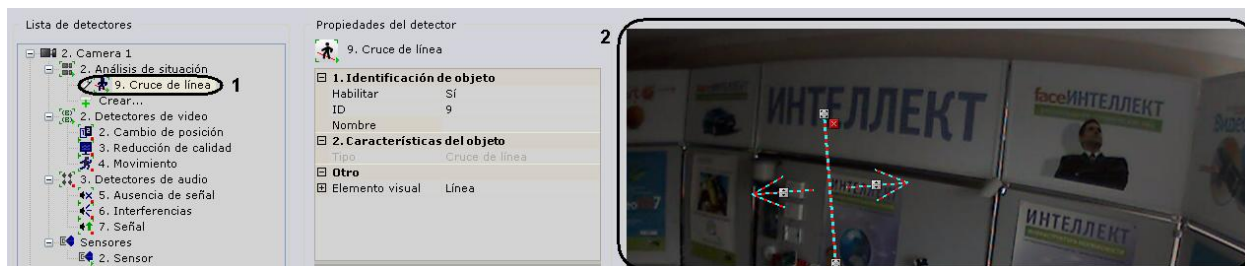 Lista de detectores
2. Camera 1
2. Análisis de situación
9. Cruce de línea
1
Crear...
2. Detectores de video
2. Cambio de posición
3. Reducción de calidad
4. Movimiento
3. Detectores de audio
5. Ausencia de señal
6. Interferencias
7. Señal
Sensores
2. Sensor
Propiedades del detector
9. Cruce de línea
1. Identificación de objeto
Habilitar Sí
ID 9
Nombre
2. Características del objeto
Tipo Cruce de línea
Otro
Elemento visual Línea
2
ИНТЕЛЛЕКТ
faceИНТЕЛЛЕКТ
ИНТЕЛЛЕКТ